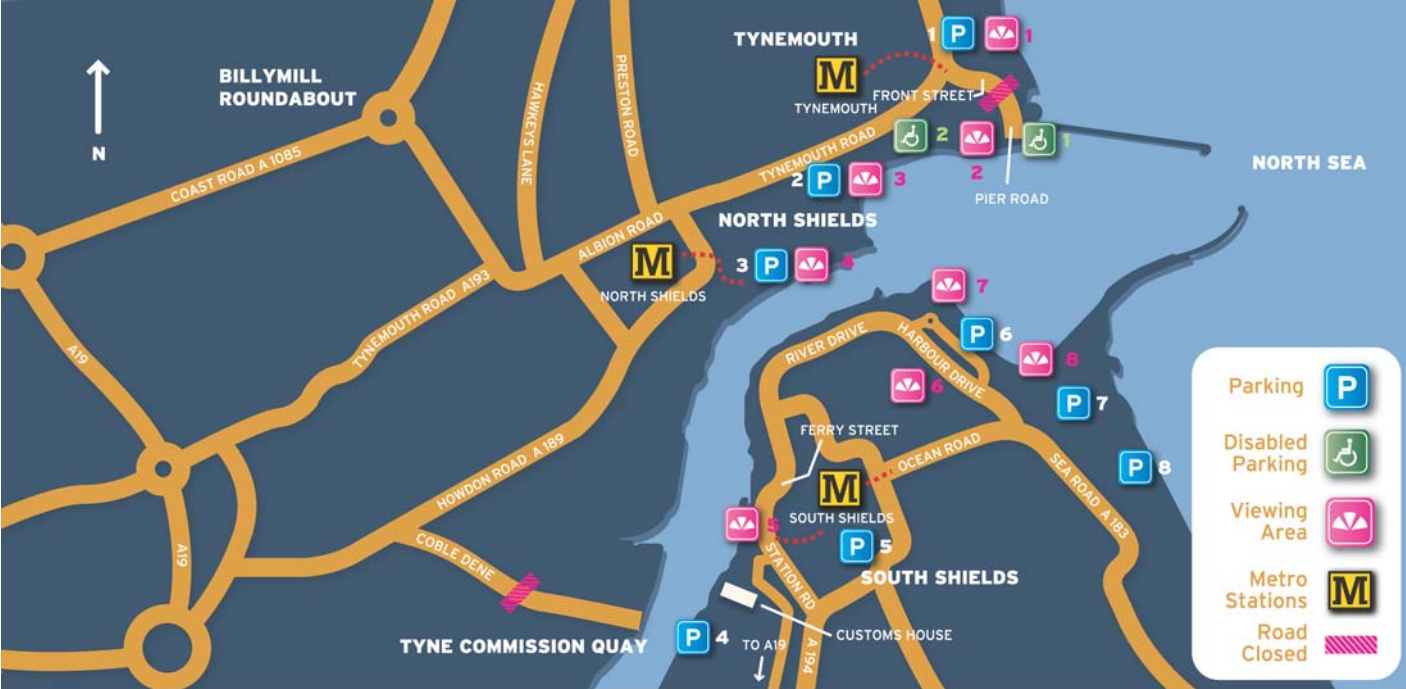 TYNEMOUTH
M
TYNEMOUTH
1 P 1
BILLYMILL
ROUNDABOUT
N
HAWKEYS LANE
PRESTON ROAD
FRONT STREET
COAST ROAD A 1085
TYNEMOUTH ROAD
2
2
1
NORTH SEA
PIER ROAD
2 P 3
NORTH SHIELDS
ALBION ROAD
M
NORTH SHIELDS
3 P 4
TYNEMOUTH ROAD A193
A19
7
RIVER DRIVE
HARBOUR DRIVE
P 6
8
6
P 7
FERRY STREET
OCEAN ROAD
P 8
M
SOUTH SHIELDS
SEA ROAD A 183
HOWDON ROAD A 189
5
P 5
SOUTH SHIELDS
A19
COBLE DENE
STATION RD
CUSTOMS HOUSE
TYNE COMMISSION QUAY
P 4
TO A19
A 194
Parking P
Disabled
Parking
Viewing
Area
Metro
Stations M
Road
Closed